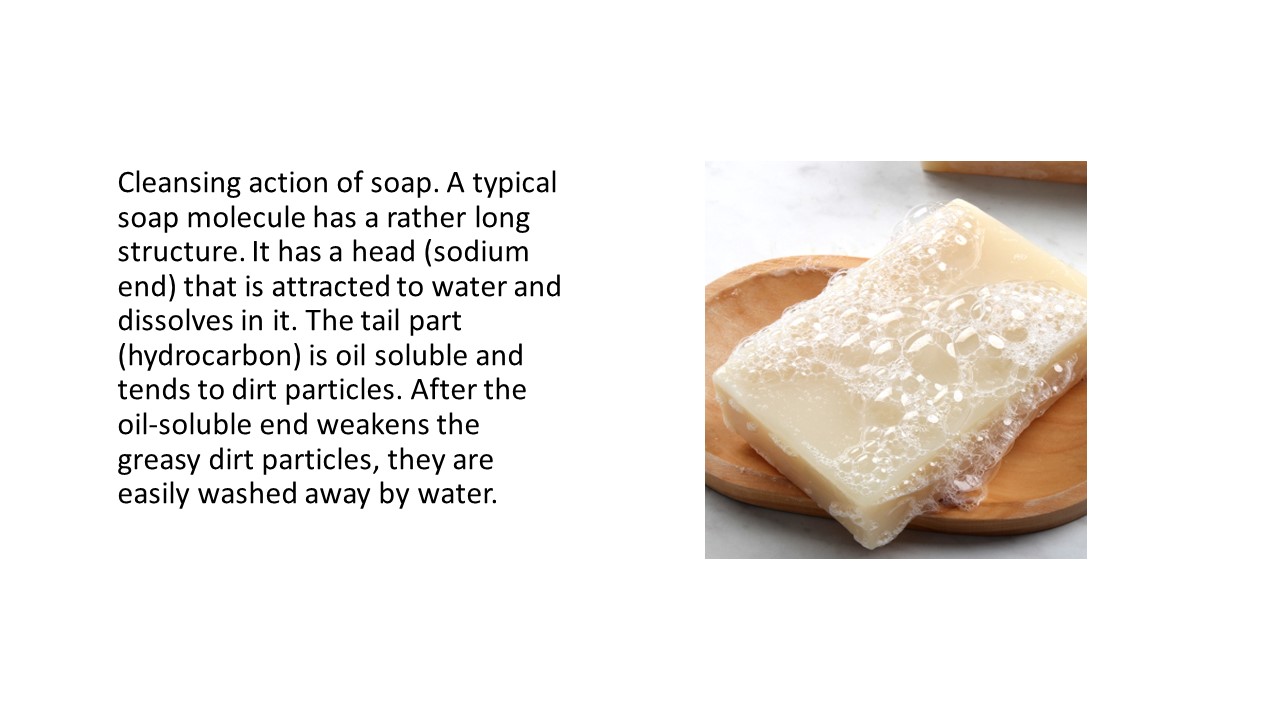 Cleansing action of soap. A typical
soap molecule has a rather long
structure. It has a head (sodium
end) that is attracted to water and
dissolves in it. The tail part
(hydrocarbon) is oil soluble and
tends to dirt particles. After the
oil-soluble end weakens the
greasy dirt particles, they are
easily washed away by water.